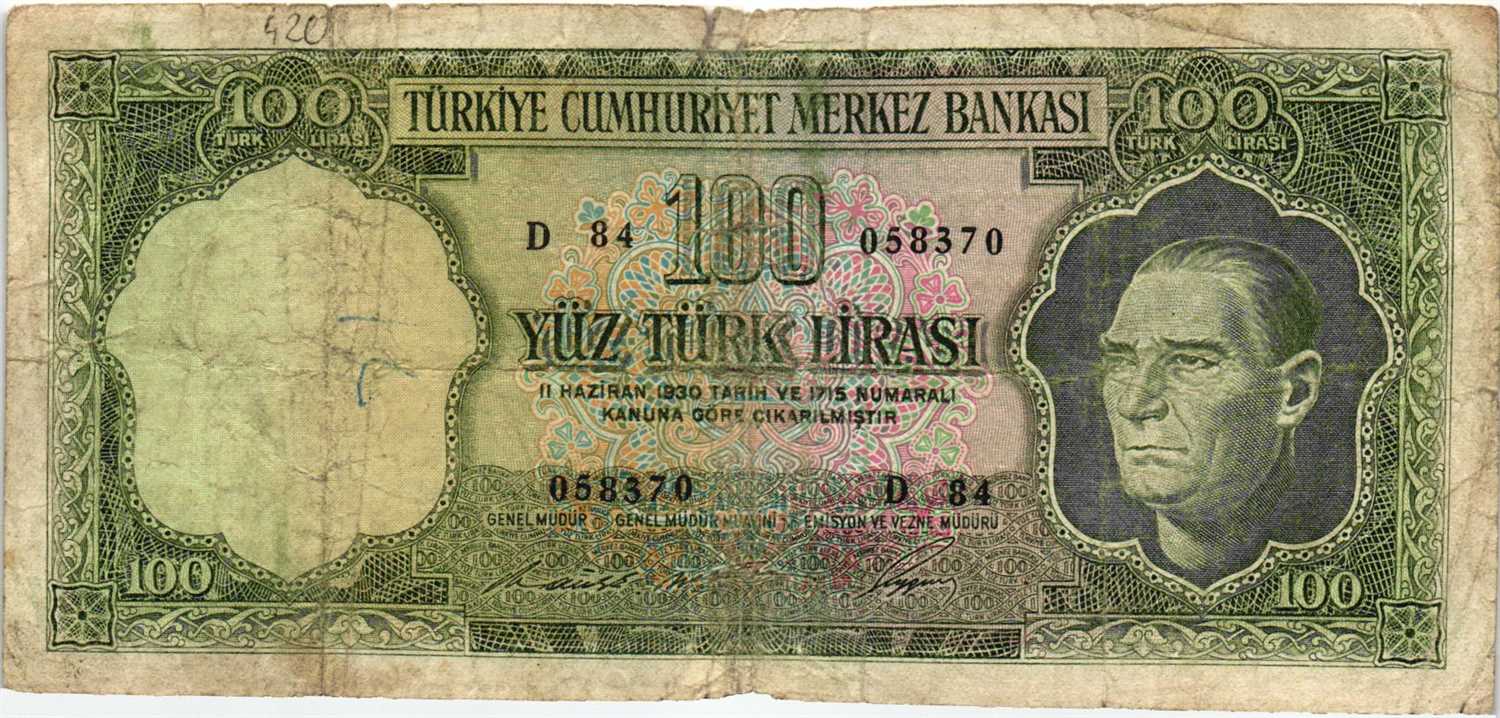 420
100 100
TÜRK LİRASI TÜRKİYE CUMHURİYET MERKEZ BANKASI TÜRK LİRASI
100
D 84 058370
YÜZ TÜRK LİRASI
11 HAZİRAN 1930 TARİH VE 1715 NUMARALI
KANUNA GÖRE ÇIKARILMIŞTIR
058370 D 84
GENEL MÜDÜR GENEL MÜDÜR MUAVİNİ EMİSYON VE VEZNE MÜDÜRÜ
100 100